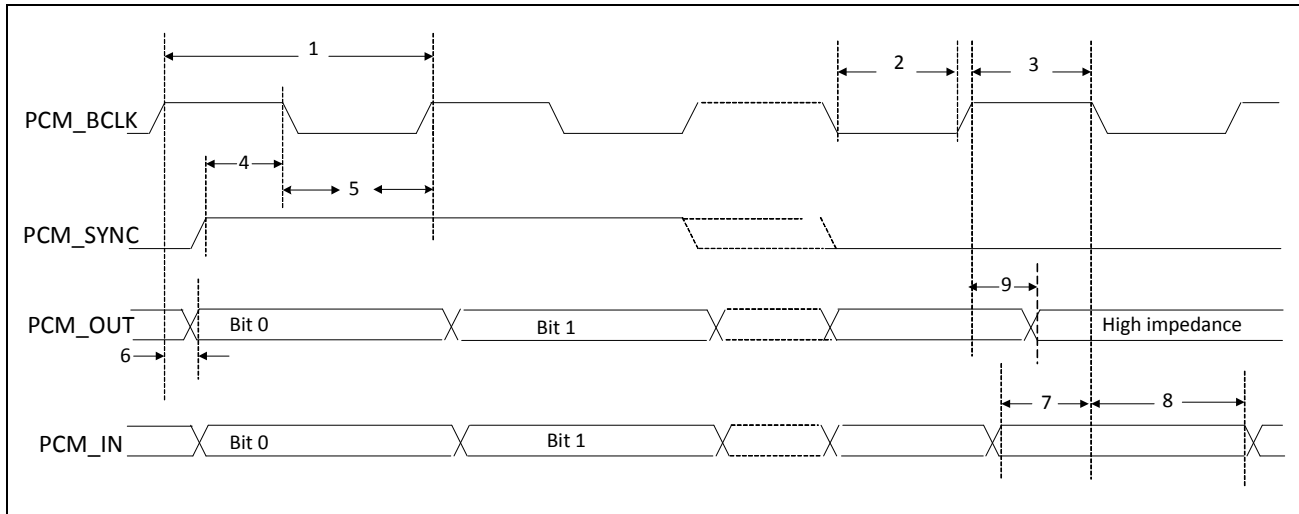 1
2
3
PCM_BCLK
4
5
PCM_SYNC
9
PCM_OUT
Bit 0
Bit 1
High impedance
6
7
8
PCM_IN
Bit 0
Bit 1